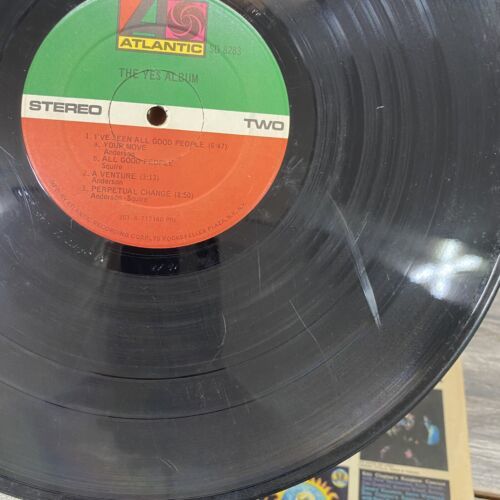 ATLANTIC
SD 8283
THE YES ALBUM
STEREO
TWO
1. I'VE SEEN ALL GOOD PEOPLE (6:47)
a. YOUR MOVE
Anderson
b. ALL GOOD PEOPLE
Squire
2. A VENTURE (3:13)
Anderson
3. PERPETUAL CHANGE (8:50)
Anderson-Squire